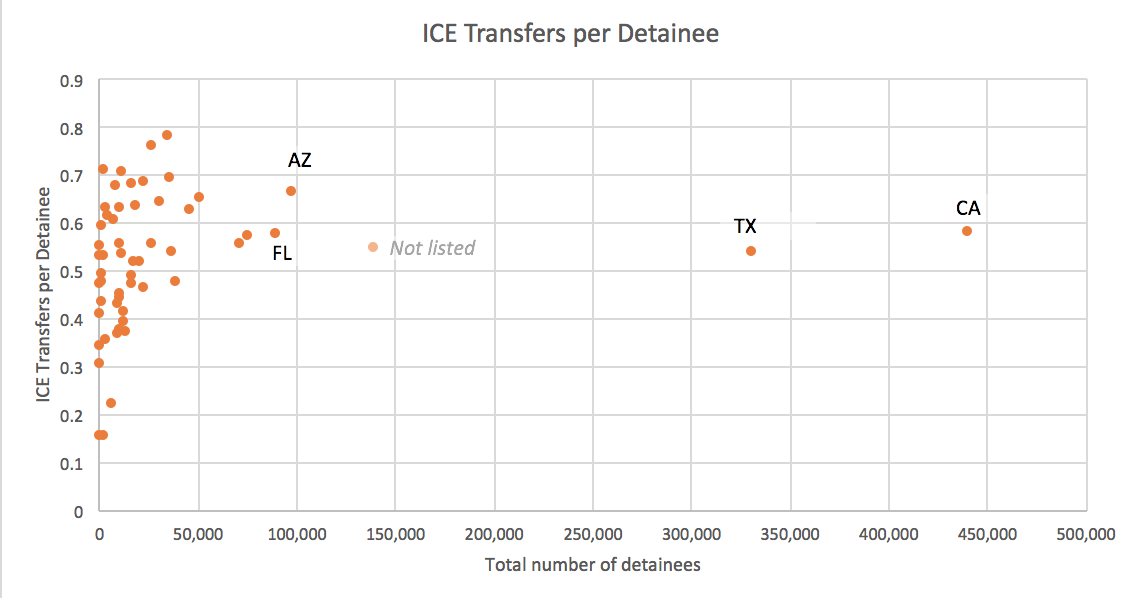 ICE Transfers per Detainee
ICE Transfers per Detainee
0.9
0.8
0.7
0.6
0.5
0.4
0.3
0.2
0.1
0
AZ
FL
Not listed
TX
CA
0 50,000 100,000 150,000 200,000 250,000 300,000 350,000 400,000 450,000 500,000
Total number of detainees